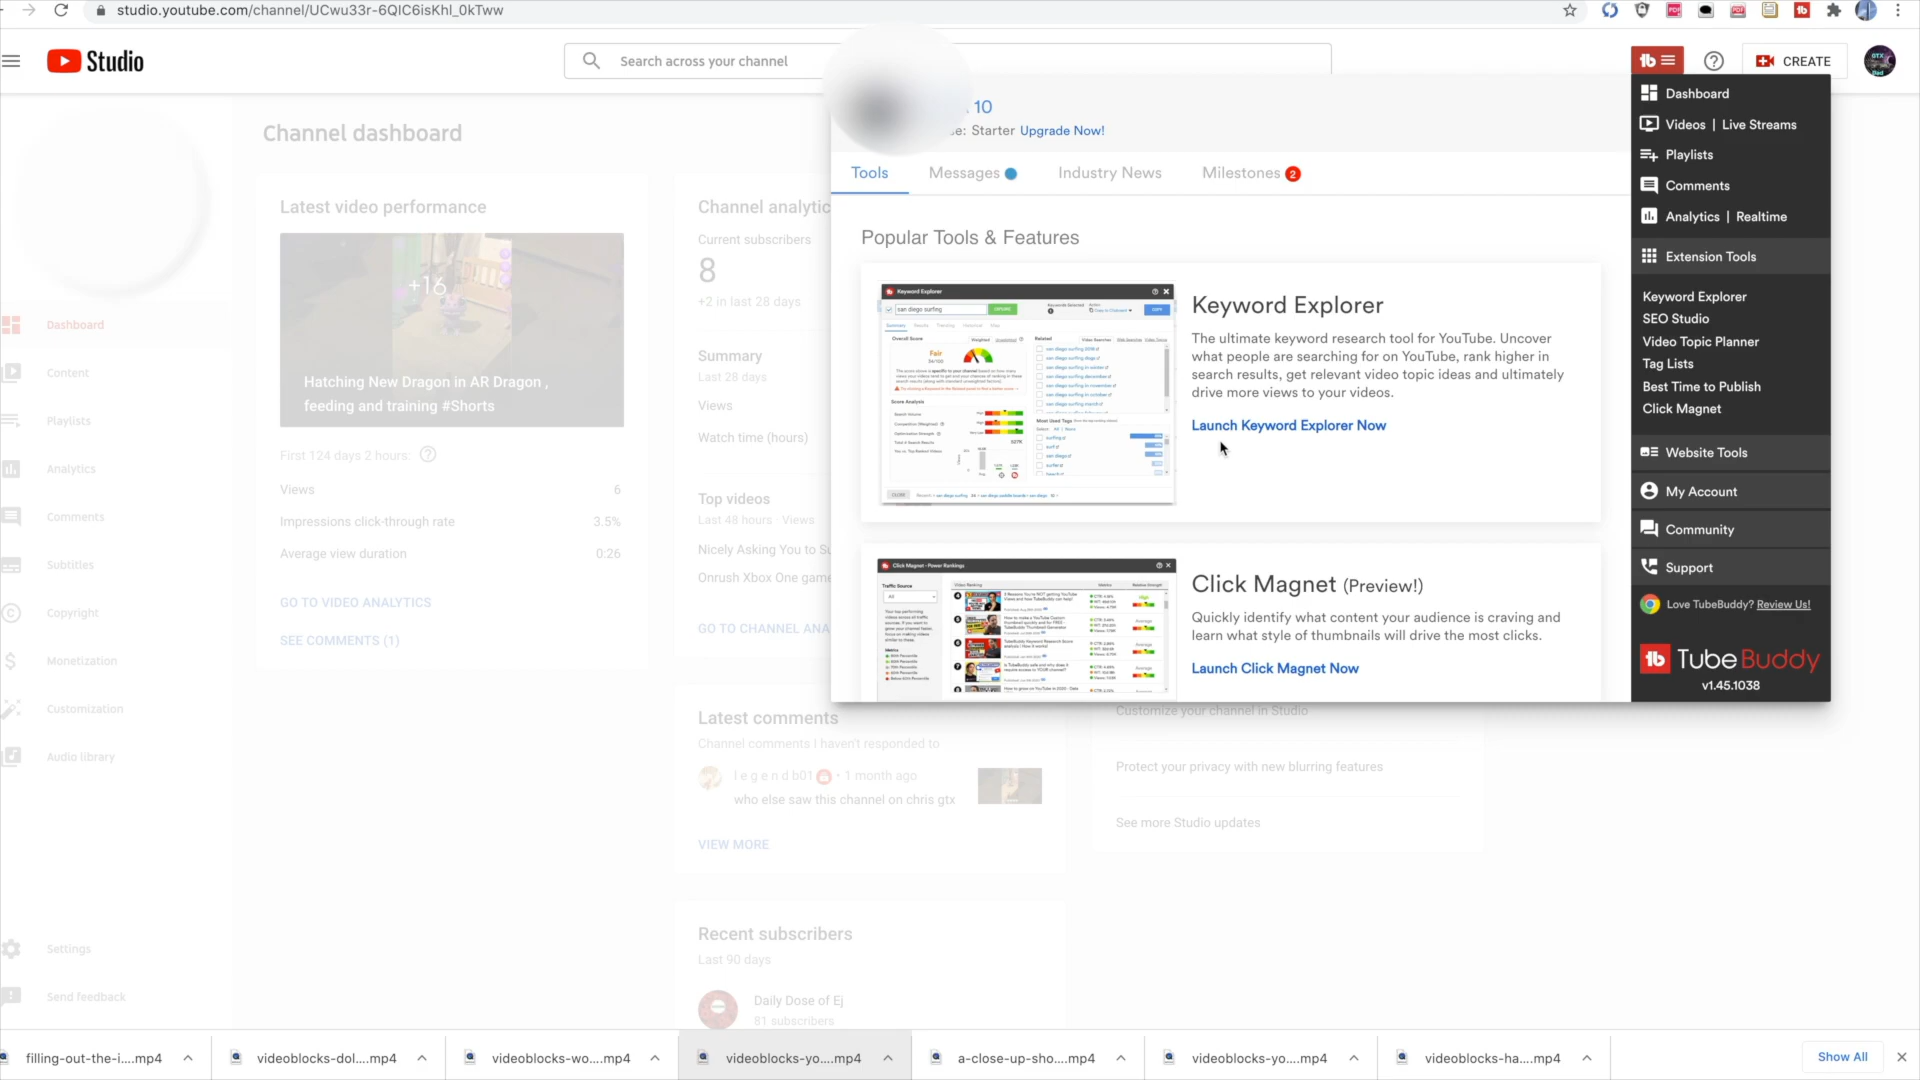 studio.youtube.com/channel/UCwu33r-6QIC6isKhl_0kTww
Studio
Search across your channel
CREATE
10
Starter Upgrade Now!
Tools
Messages
Industry News
Milestones 2
Popular Tools & Features
Keyword Explorer
The ultimate keyword research tool for YouTube. Uncover
what people are searching for on YouTube, rank higher in
search results, get relevant video topic ideas and ultimately
drive more views to your videos.
Launch Keyword Explorer Now
Click Magnet (Preview!)
Quickly identify what content your audience is craving and
learn what style of thumbnails will drive the most clicks.
Launch Click Magnet Now
Dashboard
Videos | Live Streams
Playlists
Comments
Analytics | Realtime
Extension Tools
Keyword Explorer
SEO Studio
Video Topic Planner
Tag Lists
Best Time to Publish
Click Magnet
Website Tools
My Account
Community
Support
Love TubeBuddy? Review Us!
TubeBuddy
v1.45.1038
Dashboard
Content
Playlists
Analytics
Comments
Subtitles
Copyright
Monetization
Customization
Audio library
Settings
Send feedback
Channel dashboard
Latest video performance
+16
Hatching New Dragon in AR Dragon ,
feeding and training #Shorts
First 124 days 2 hours:
Views 6
Impressions click-through rate 3.5%
Average view duration 0:26
GO TO VIDEO ANALYTICS
SEE COMMENTS (1)
Channel analytic
Current subscribers
8
+2 in last 28 days
Summary
Last 28 days
Views
Watch time (hours)
Top videos
Last 48 hours · Views
Nicely Asking You to Su
Onrush Xbox One game
GO TO CHANNEL ANA
Latest comments
Channel comments I haven't responded to
l e g e n d b01 • 1 month ago
who else saw this channel on chris gtx
VIEW MORE
Recent subscribers
Last 90 days
Daily Dose of Ej
81 subscribers
Customize your channel in Studio
Protect your privacy with new blurring features
See more Studio updates
filling-out-the-i....mp4
videoblocks-dol....mp4
videoblocks-wo....mp4
videoblocks-yo....mp4
a-close-up-sho....mp4
videoblocks-yo....mp4
videoblocks-ha....mp4
Show All